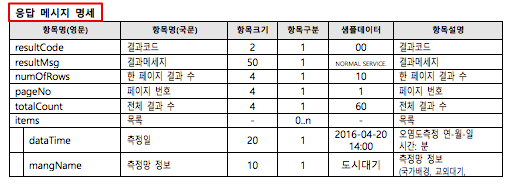 응답 메시지 명세
항목명(영문) 항목명(국문) 항목크기 항목구분 샘플데이터 항목설명
resultCode 결과코드 2 1 00 결과코드
resultMsg 결과메세지 50 1 NORMAL SERVICE. 결과메세지
numOfRows 한 페이지 결과 수 4 1 10 한 페이지 결과 수
pageNo 페이지 번호 4 1 1 페이지 번호
totalCount 전체 결과 수 4 1 60 전체 결과 수
items 목록 - 0..n - 목록
dataTime 측정일 20 1 2016-04-20 14:00 오염도측정 연-월-일 시간: 분
mangName 측정망 정보 10 1 도시대기 측정망 정보
(국가배경, 교외대기,